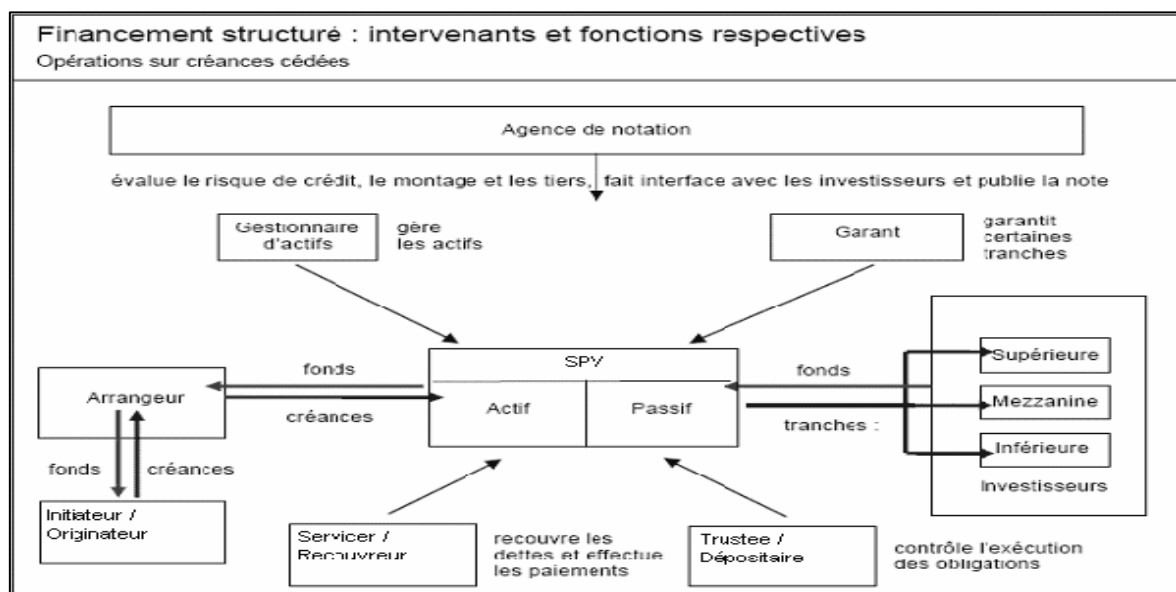 Financement structuré : intervenants et fonctions respectives
Opérations sur créances cédées
Agence de notation
évalue le risque de crédit, le montage et les tiers, fait interface avec les investisseurs et publie la note
Gestionnaire
d'actifs
gère
les actifs
Garant
garantit
certaines
tranches
SPV
Actif
Passif
fonds
créances
Arrangeur
fonds
créances
Initiateur /
Originateur
fonds
tranches :
Supérieure
Mezzanine
Inférieure
Investisseurs
Servicer /
Recouvreur
recouvre les
dettes et effectue
les paiements
Trustee /
Dépositaire
contrôle l'exécution
des obligations